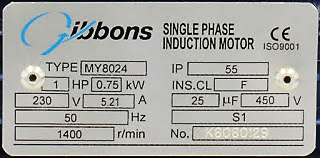 Gibbons
SINGLE PHASE
INDUCTION MOTOR
CE
ISO9001
TYPE MY8024 IP 55
1 HP 0.75 kW INS.CL F
230 V 5.21 A 25 µF 450 V
50 Hz S1
1400 r/min No. K6080129